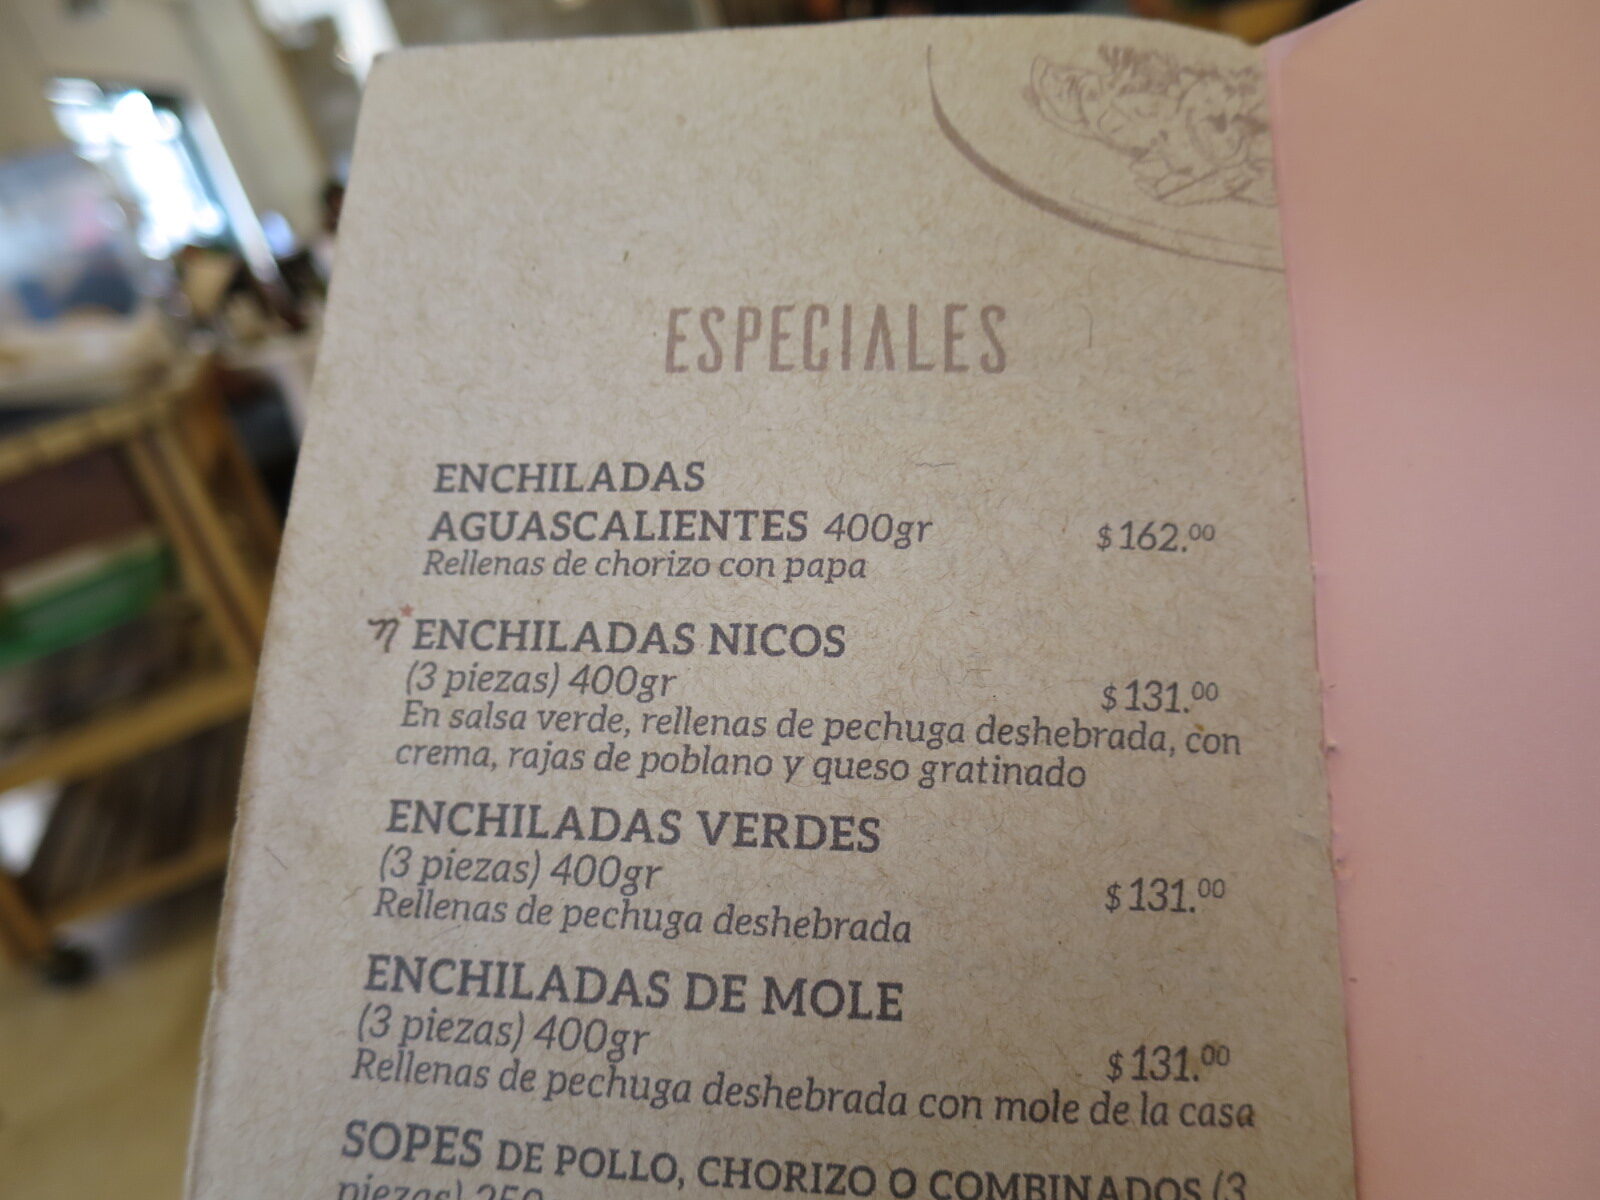 ESPECIALES
ENCHILADAS
AGUASCALIENTES 400gr $162.00
Rellenas de chorizo con papa
n* ENCHILADAS NICOS
(3 piezas) 400gr $131.00
En salsa verde, rellenas de pechuga deshebrada, con
crema, rajas de poblano y queso gratinado
ENCHILADAS VERDES
(3 piezas) 400gr $131.00
Rellenas de pechuga deshebrada
ENCHILADAS DE MOLE
(3 piezas) 400gr $131.00
Rellenas de pechuga deshebrada con mole de la casa
SOPES DE POLLO, CHORIZO O COMBINADOS (3
piezas) 250